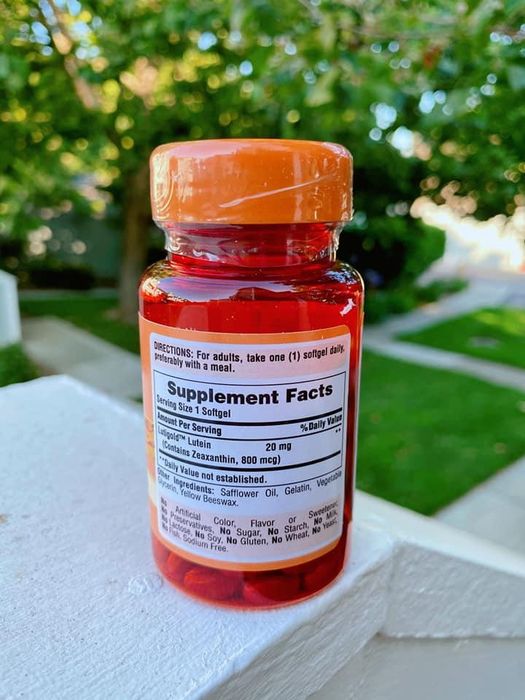 DIRECTIONS: For adults, take one (1) softgel daily,
preferably with a meal.
Supplement Facts
Serving Size 1 Softgel
Amount Per Serving %Daily Value
Lutigold™ Lutein 20 mg **
(Contains Zeaxanthin, 800 mcg)
**Daily Value not established.
Other Ingredients: Safflower Oil, Gelatin, Vegetable
Glycerin, Yellow Beeswax.
No Artificial Color, Flavor or Sweetener,
No Preservatives, No Sugar, No Starch, No Milk,
No Lactose, No Soy, No Gluten, No Wheat, No Yeast,
No Fish, Sodium Free.